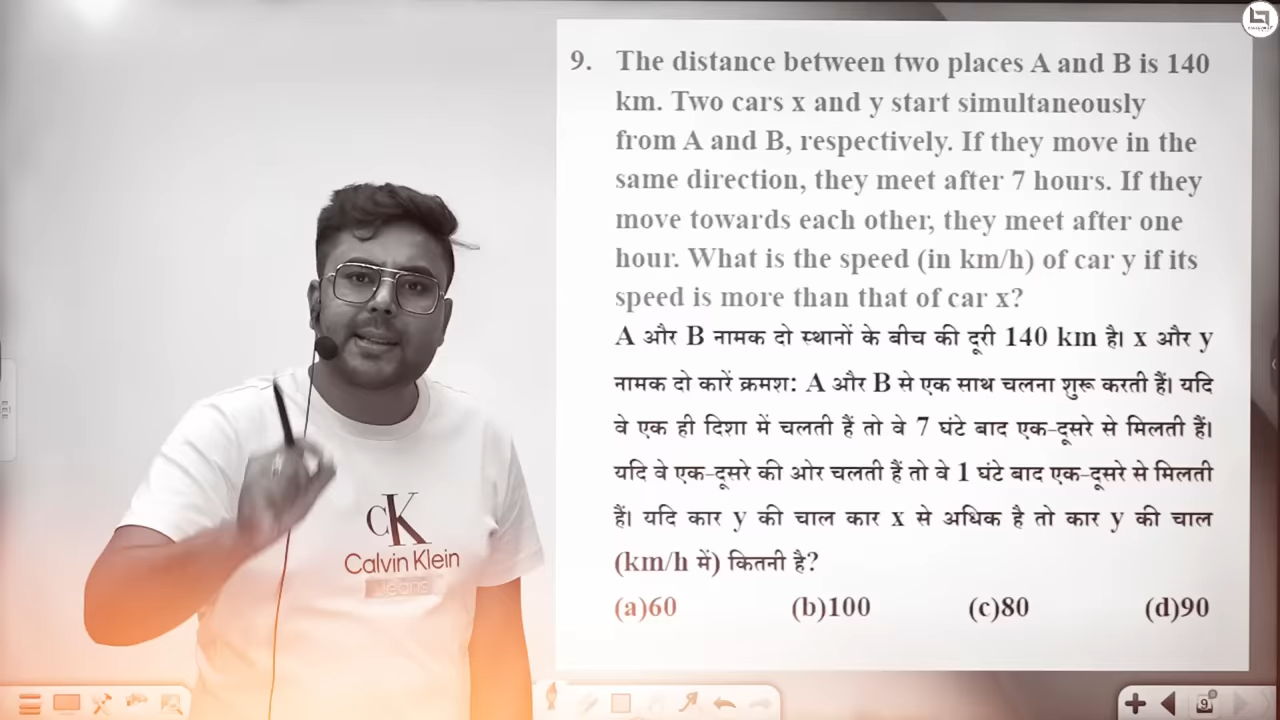 9. The distance between two places A and B is 140
km. Two cars x and y start simultaneously
from A and B, respectively. If they move in the
same direction, they meet after 7 hours. If they
move towards each other, they meet after one
hour. What is the speed (in km/h) of car y if its
speed is more than that of car x?
A और B नामक दो स्थानों के बीच की दूरी 140 km है। x और y
नामक दो कारें क्रमश: A और B से एक साथ चलना शुरू करती हैं। यदि
वे एक ही दिशा में चलती हैं तो वे 7 घंटे बाद एक-दूसरे से मिलती हैं।
यदि वे एक-दूसरे की ओर चलती हैं तो वे 1 घंटे बाद एक-दूसरे से मिलती
हैं। यदि कार y की चाल कार x से अधिक है तो कार y की चाल
(km/h में) कितनी है?
(a)60 (b)100 (c)80 (d)90
CK
Calvin Klein
Jeans
9